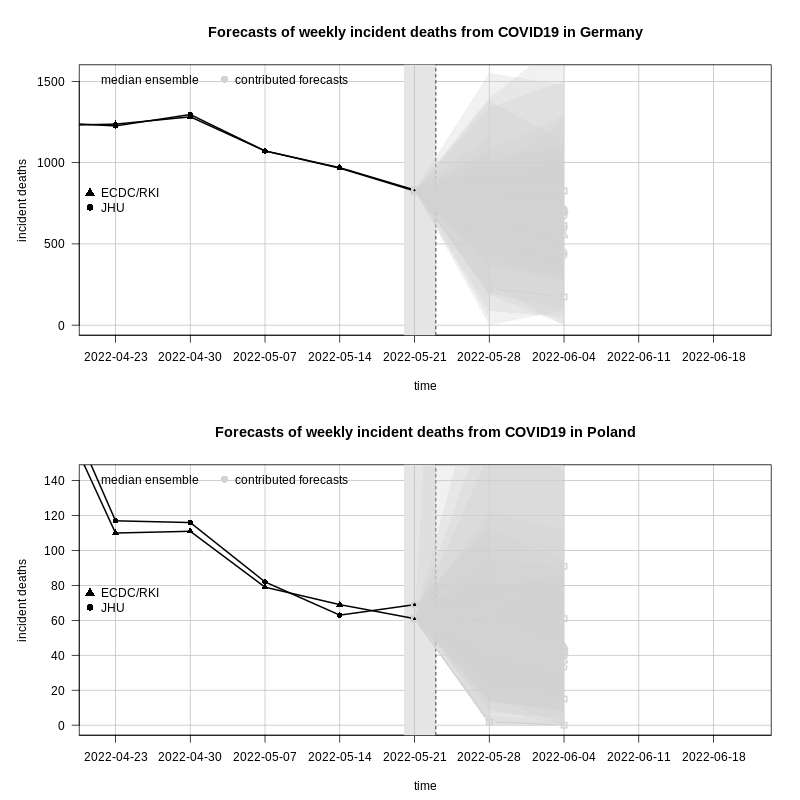 Forecasts of weekly incident deaths from COVID19 in Germany
median ensemble contributed forecasts
1500
1000
500
0
incident deaths
ECDC/RKI
JHU
2022-04-23 2022-04-30 2022-05-07 2022-05-14 2022-05-21 2022-05-28 2022-06-04 2022-06-11 2022-06-18
time
Forecasts of weekly incident deaths from COVID19 in Poland
median ensemble contributed forecasts
140
120
100
80
60
40
20
0
incident deaths
ECDC/RKI
JHU
2022-04-23 2022-04-30 2022-05-07 2022-05-14 2022-05-21 2022-05-28 2022-06-04 2022-06-11 2022-06-18
time